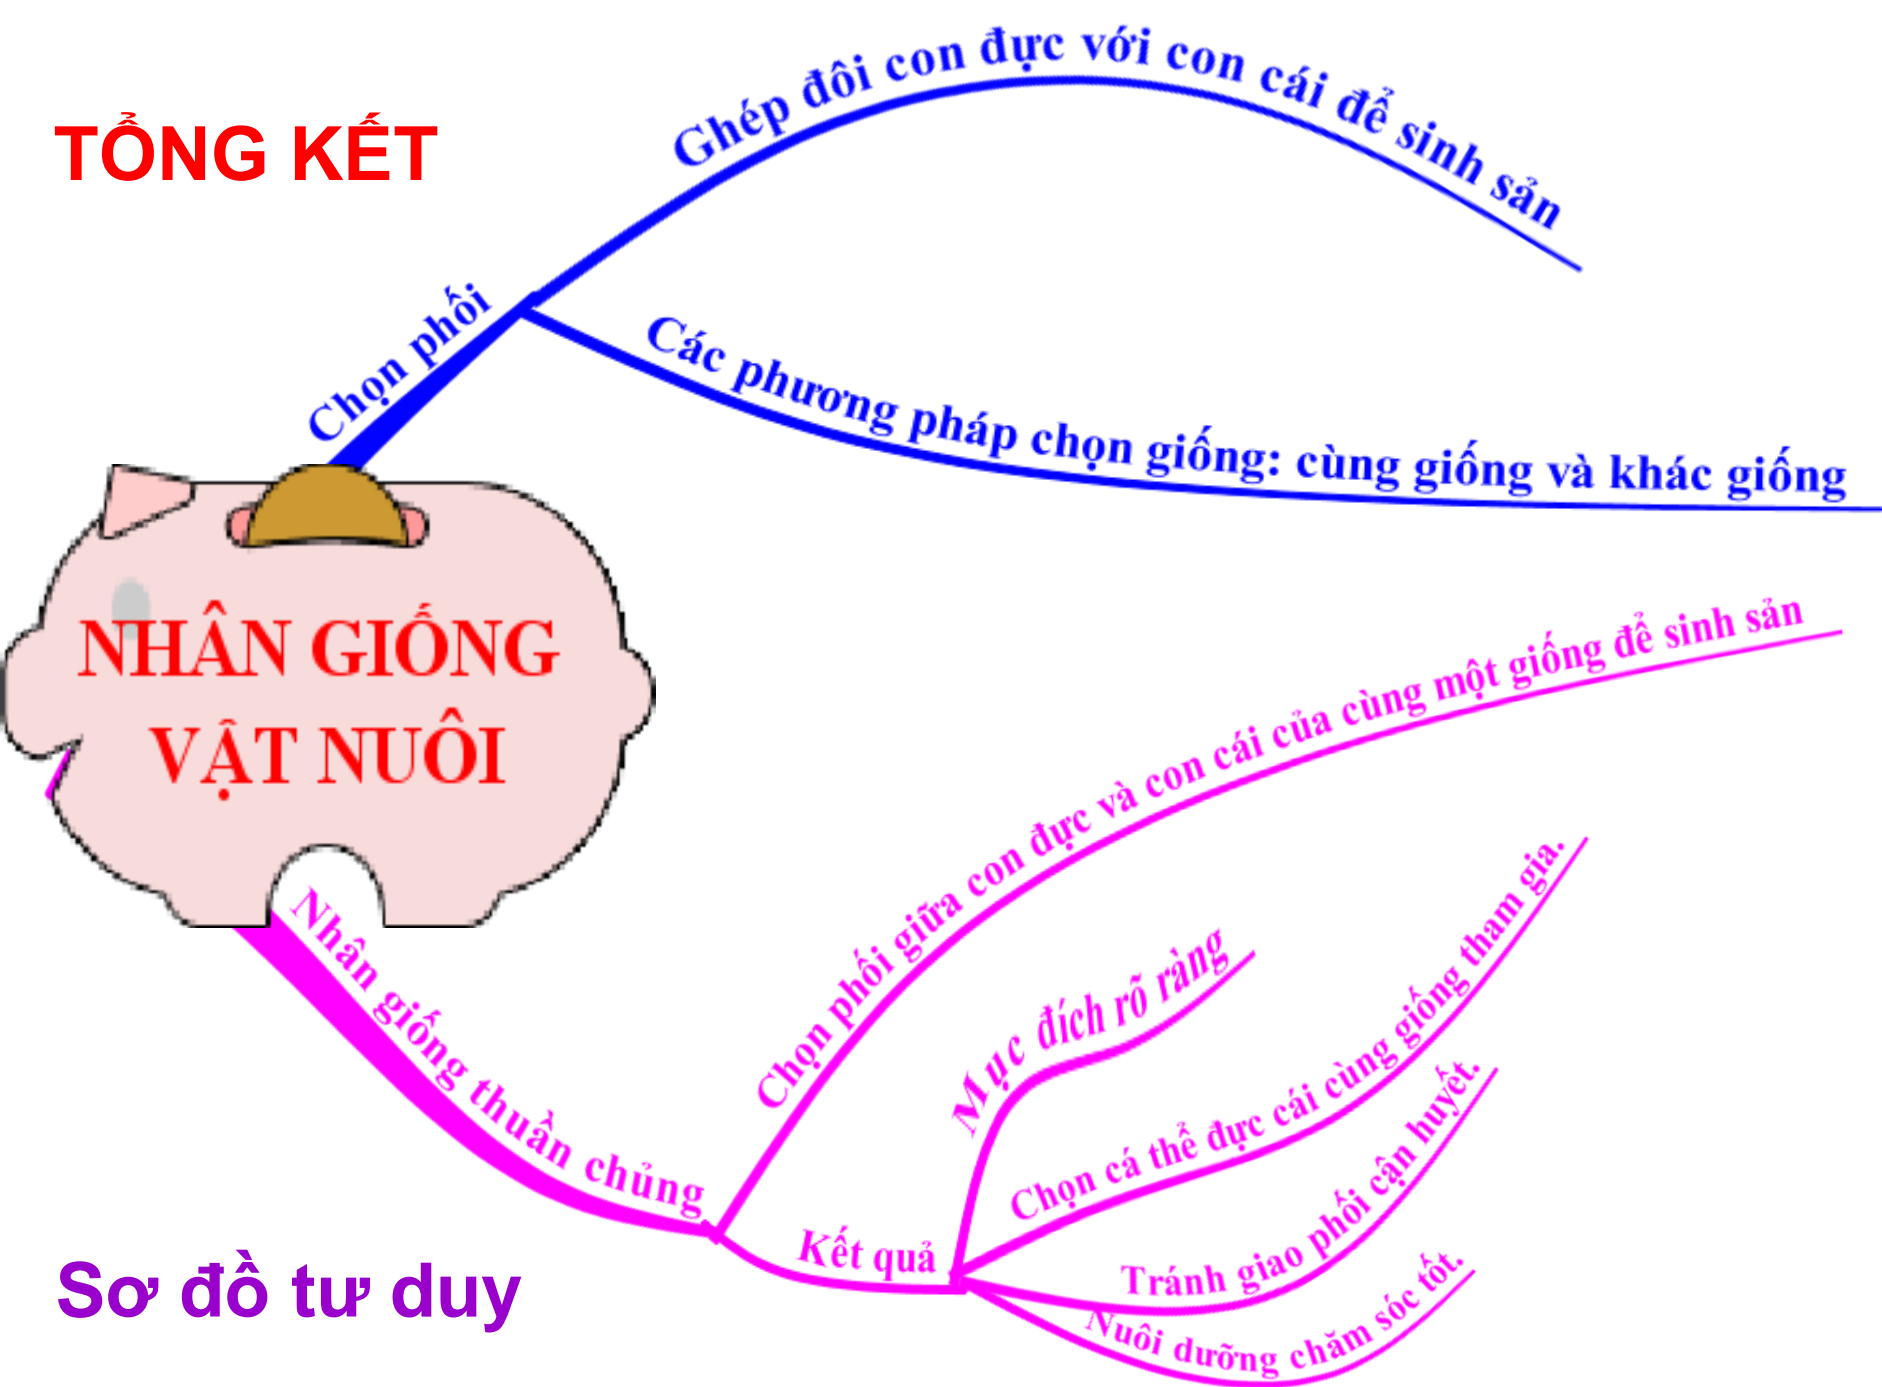 TỔNG KẾT
Ghép đôi con đực với con cái để sinh sản
Chọn phối
Các phương pháp chọn giống: cùng giống và khác giống
NHÂN GIỐNG
VẬT NUÔI
Nhân giống thuần chủng
Chọn phối giữa con đực và con cái của cùng một giống để sinh sản
Kết quả
Mục đích rõ ràng
Chọn cá thể đực cái cùng giống tham gia.
Tránh giao phối cận huyết.
Nuôi dưỡng chăm sóc tốt.
Sơ đồ tư duy